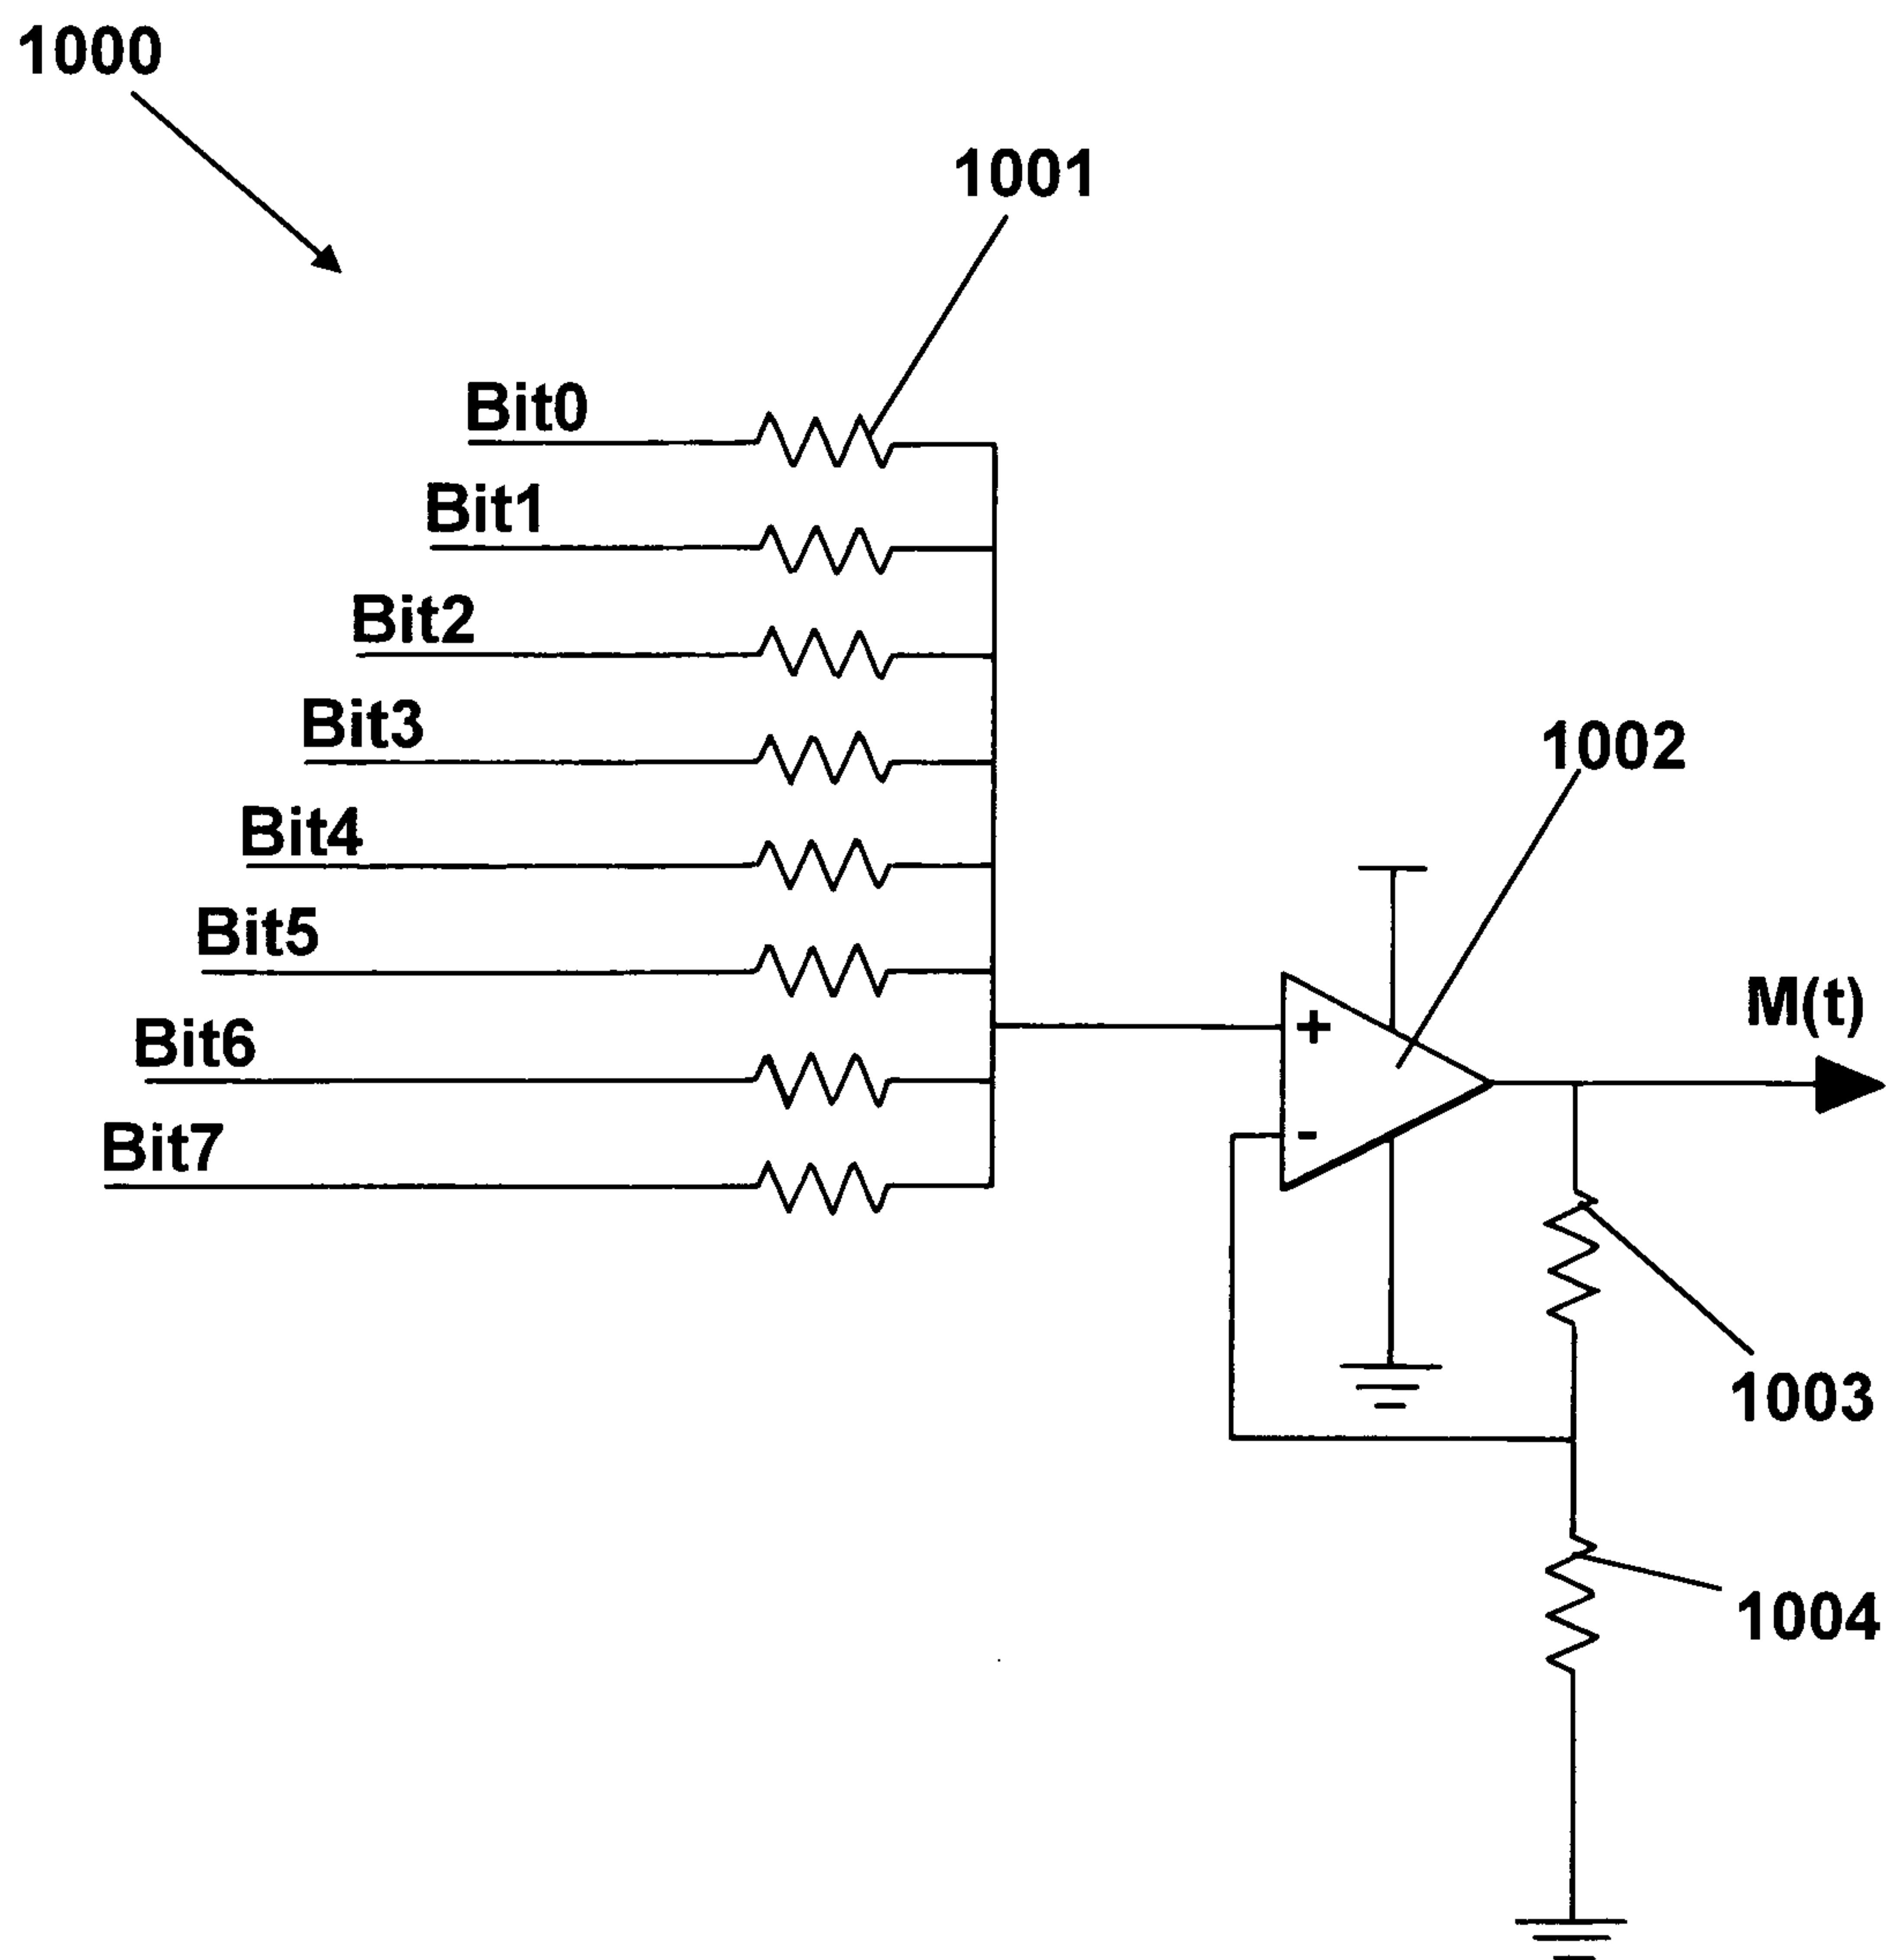 1000
1001
Bit0
Bit1
Bit2
Bit3
1002
Bit4
Bit5
M(t)
+
Bit6
-
Bit7
1003
1004